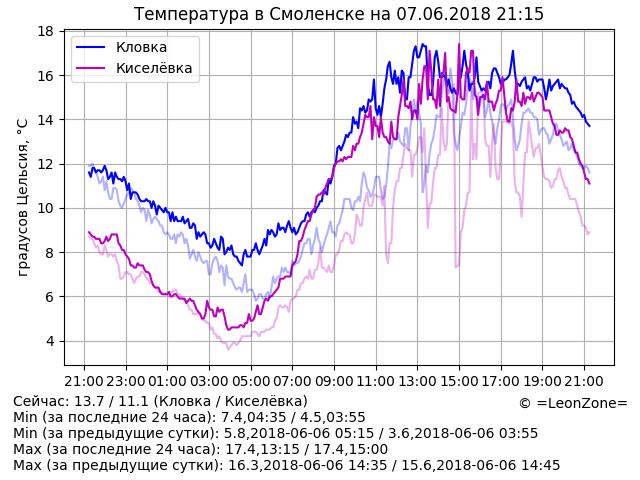 Температура в Смоленске на 07.06.2018 21:15
Кловка
Киселёвка
градусов Цельсия, °C
18
16
14
12
10
8
6
4
21:00 23:00 01:00 03:00 05:00 07:00 09:00 11:00 13:00 15:00 17:00 19:00 21:00
Сейчас: 13.7 / 11.1 (Кловка / Киселёвка)
© =LeonZone=
Min (за последние 24 часа): 7.4,04:35 / 4.5,03:55
Min (за предыдущие сутки): 5.8,2018-06-06 05:15 / 3.6,2018-06-06 03:55
Max (за последние 24 часа): 17.4,13:15 / 17.4,15:00
Max (за предыдущие сутки): 16.3,2018-06-06 14:35 / 15.6,2018-06-06 14:45